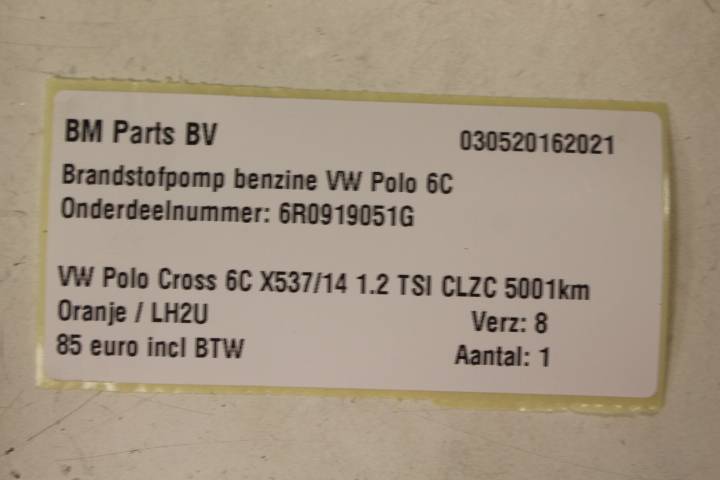 BM Parts BV 030520162021
Brandstofpomp benzine VW Polo 6C
Onderdeelnummer: 6R0919051G
VW Polo Cross 6C X537/14 1.2 TSI CLZC 5001km
Oranje / LH2U Verz: 8
85 euro incl BTW Aantal: 1